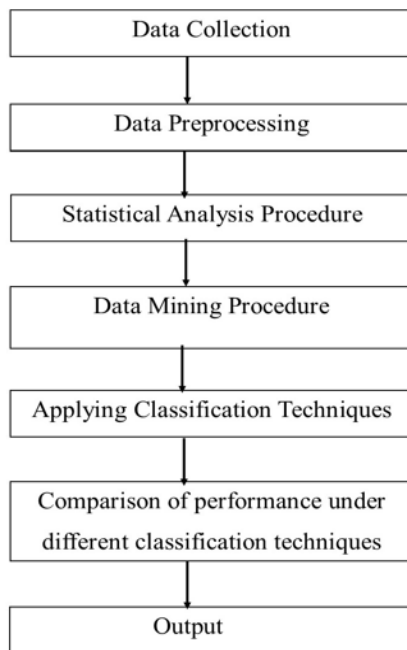 Data Collection
Data Preprocessing
Statistical Analysis Procedure
Data Mining Procedure
Applying Classification Techniques
Comparison of performance under
different classification techniques
Output